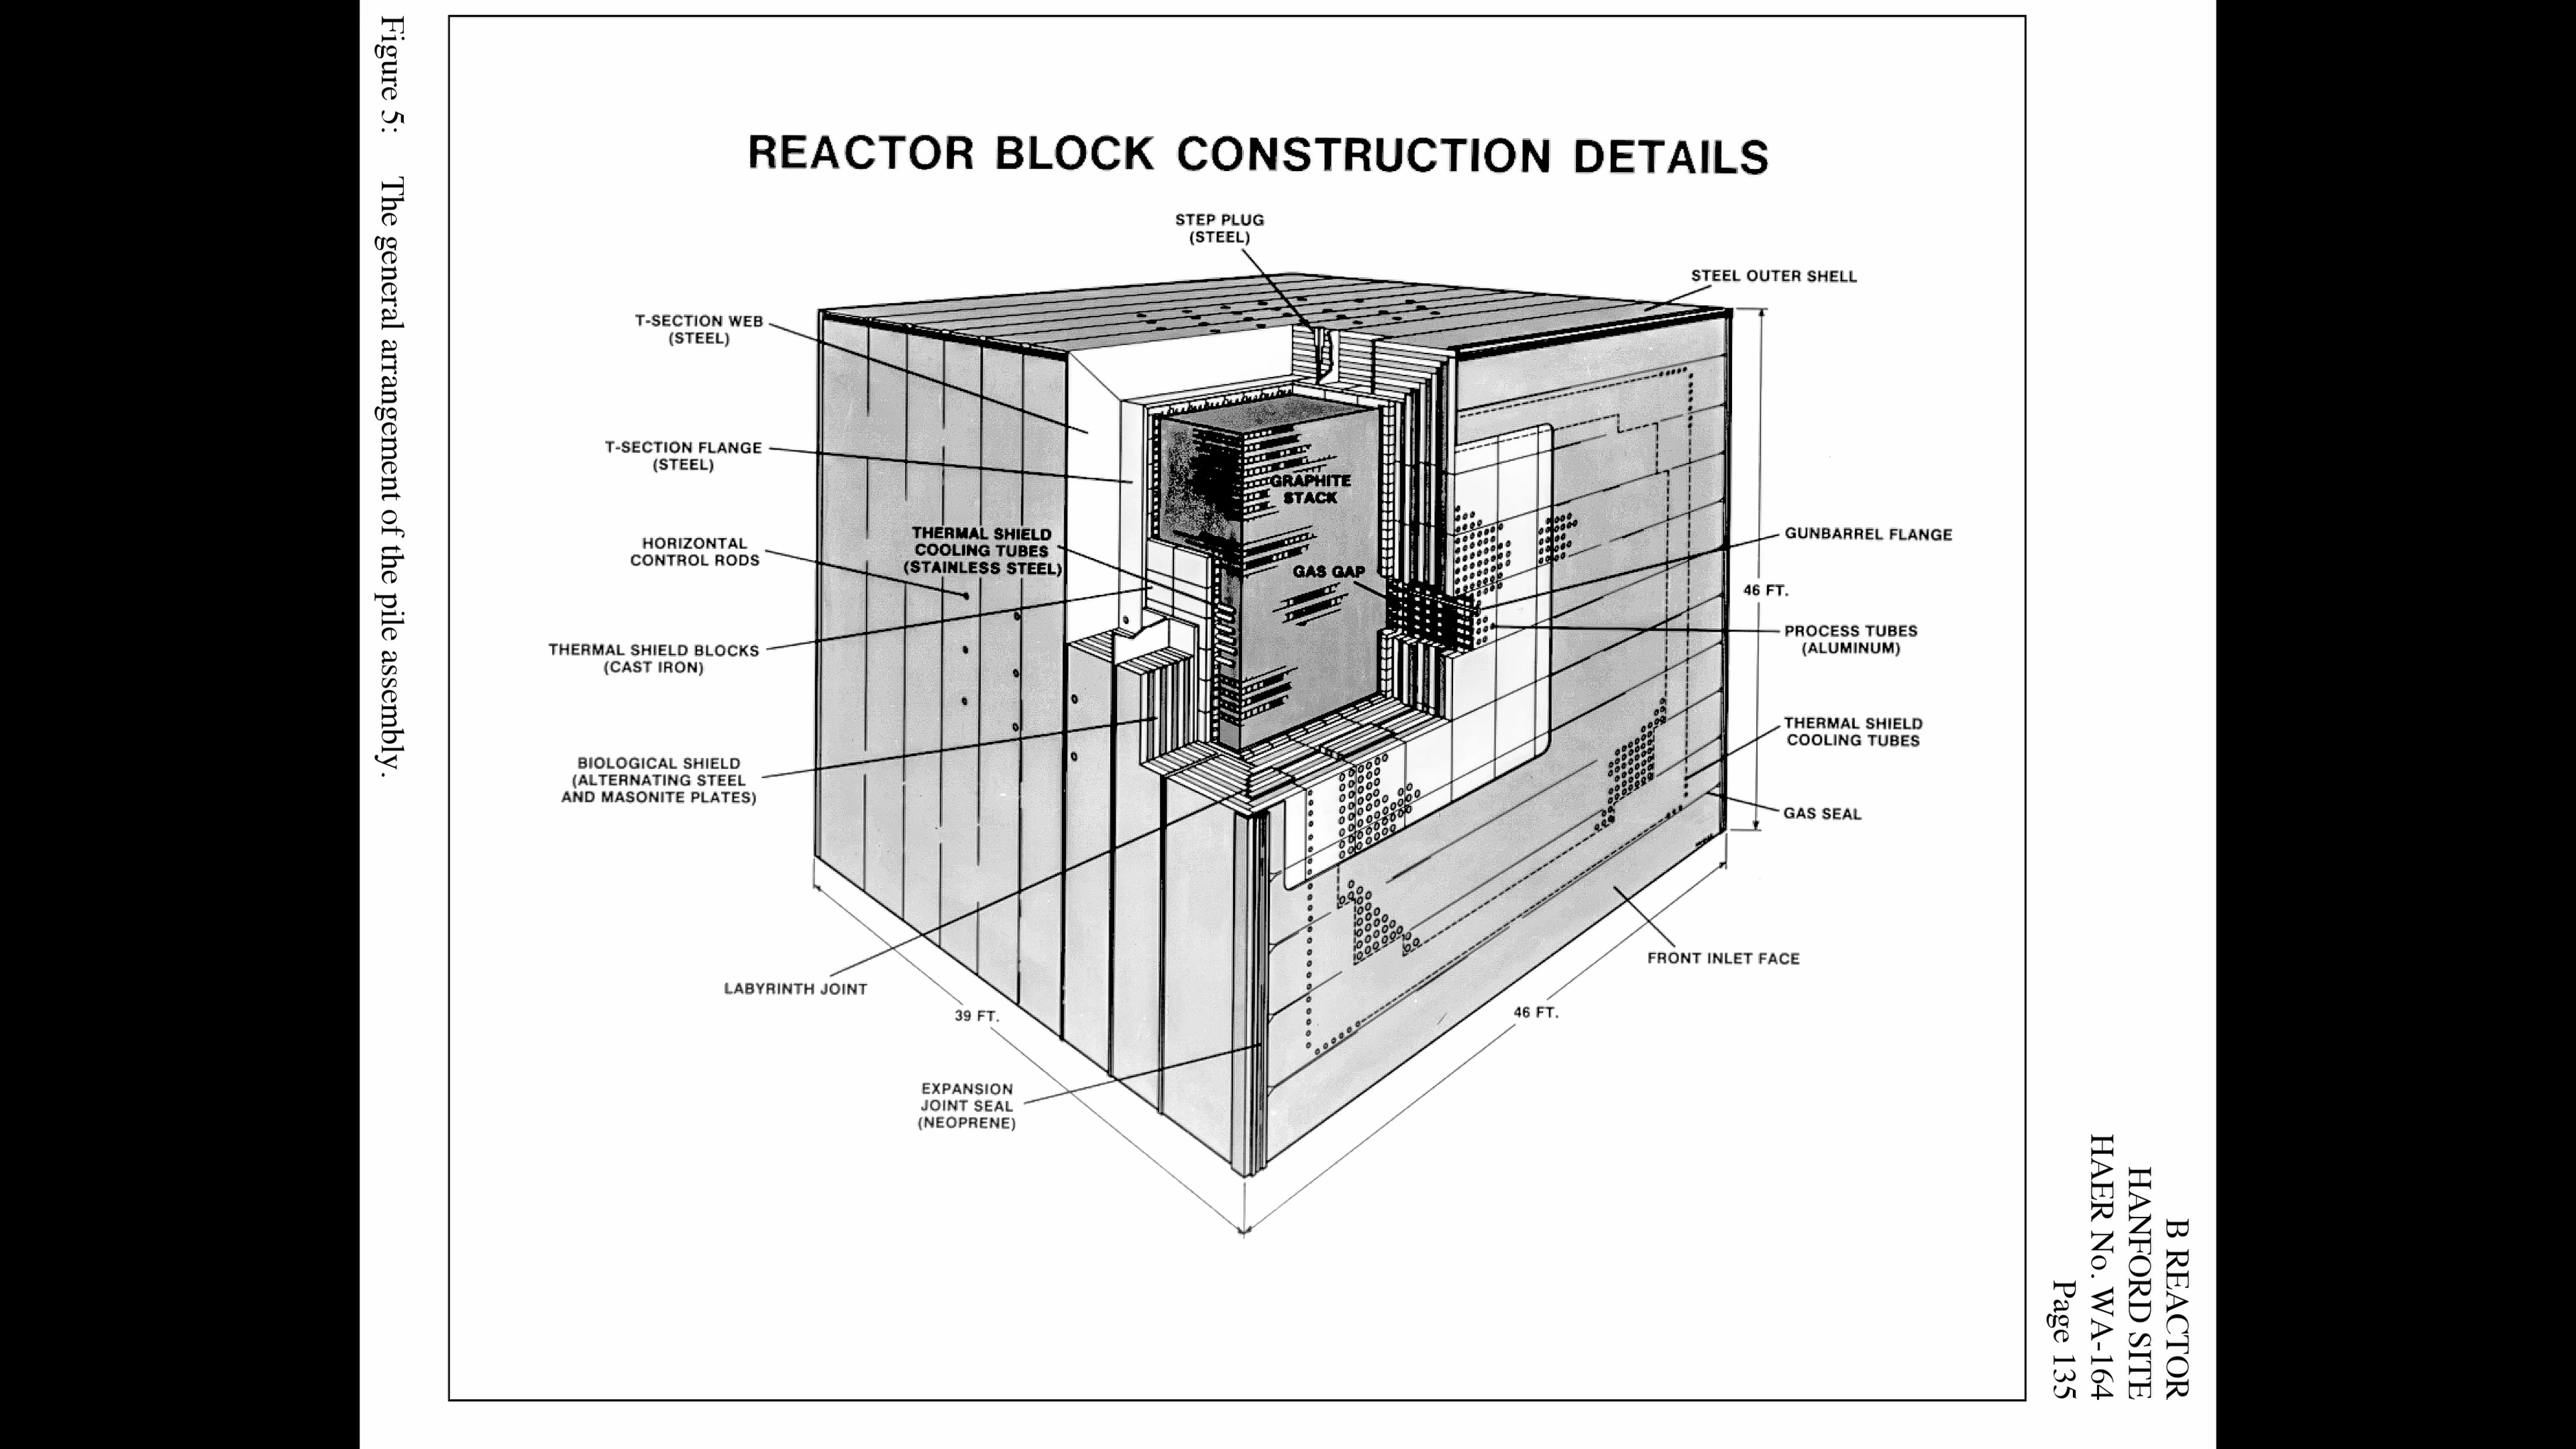 Figure 5: The general arrangement of the pile assembly.
REACTOR BLOCK CONSTRUCTION DETAILS
STEP PLUG
(STEEL)
STEEL OUTER SHELL
T-SECTION WEB
(STEEL)
T-SECTION FLANGE
(STEEL)
GRAPHITE
STACK
HORIZONTAL
CONTROL RODS
THERMAL SHIELD
COOLING TUBES
(STAINLESS STEEL)
GAS GAP
GUNBARREL FLANGE
46 FT.
THERMAL SHIELD BLOCKS
(CAST IRON)
PROCESS TUBES
(ALUMINUM)
BIOLOGICAL SHIELD
(ALTERNATING STEEL
AND MASONITE PLATES)
THERMAL SHIELD
COOLING TUBES
GAS SEAL
FRONT INLET FACE
LABYRINTH JOINT
39 FT.
46 FT.
EXPANSION
JOINT SEAL
(NEOPRENE)
B REACTOR
HANFORD SITE
HAER No. WA-164
Page 135